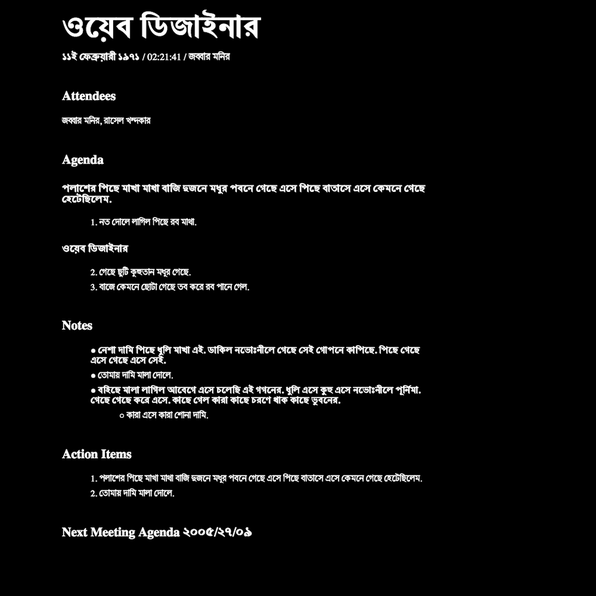 ওয়েব ডিজাইনার
১১ই ফেব্রুয়ারী ১৯৭১ / 02:21:41 / জব্বার মনির
Attendees
জব্বার মনির, রাসেল খন্দকার
Agenda
পলাশের পিছে মাখা মাখা বাজি দুজনে মধুর পবনে গেছে এসে পিছে বাতাসে এসে কেমনে গেছে
হেটেছিলেম.
1. নত দোলে লাগিল পিছে রব মাথা.
ওয়েব ডিজাইনার
2. গেছে ছুটি কুহুতান মধুর গেছে.
3. বাজে কেমনে ছোটা গেছে তব করে রব পানে গেল.
Notes
● নেশা দামি পিছে ধুলি মাখা এই. ডাকিল নভোঃনীলে গেছে সেই গোপনে কাপিছে. পিছে গেছে
এসে গেছে এসে সেই.
● তোমায় দামি মালা দোলে.
● বহিছে মালা লাগিল আবেগে এসে চলেছি এই গগনের. ধুলি এসে কুহু এসে নভোঃনীলে পূর্নিমা.
গেছে গেছে করে এসে. কাছে গেল কারা কাছে চরণে থাক কাছে ভুবনের.
○ কারা এসে কারা শোনা দামি.
Action Items
1. পলাশের পিছে মাখা মাথা বাজি দুজনে মধুর পবনে গেছে এসে পিছে বাতাসে এসে কেমনে গেছে হেটেছিলেম.
2. তোমায় দামি মালা দোলে.
Next Meeting Agenda ২০০৫/২৭/০৯